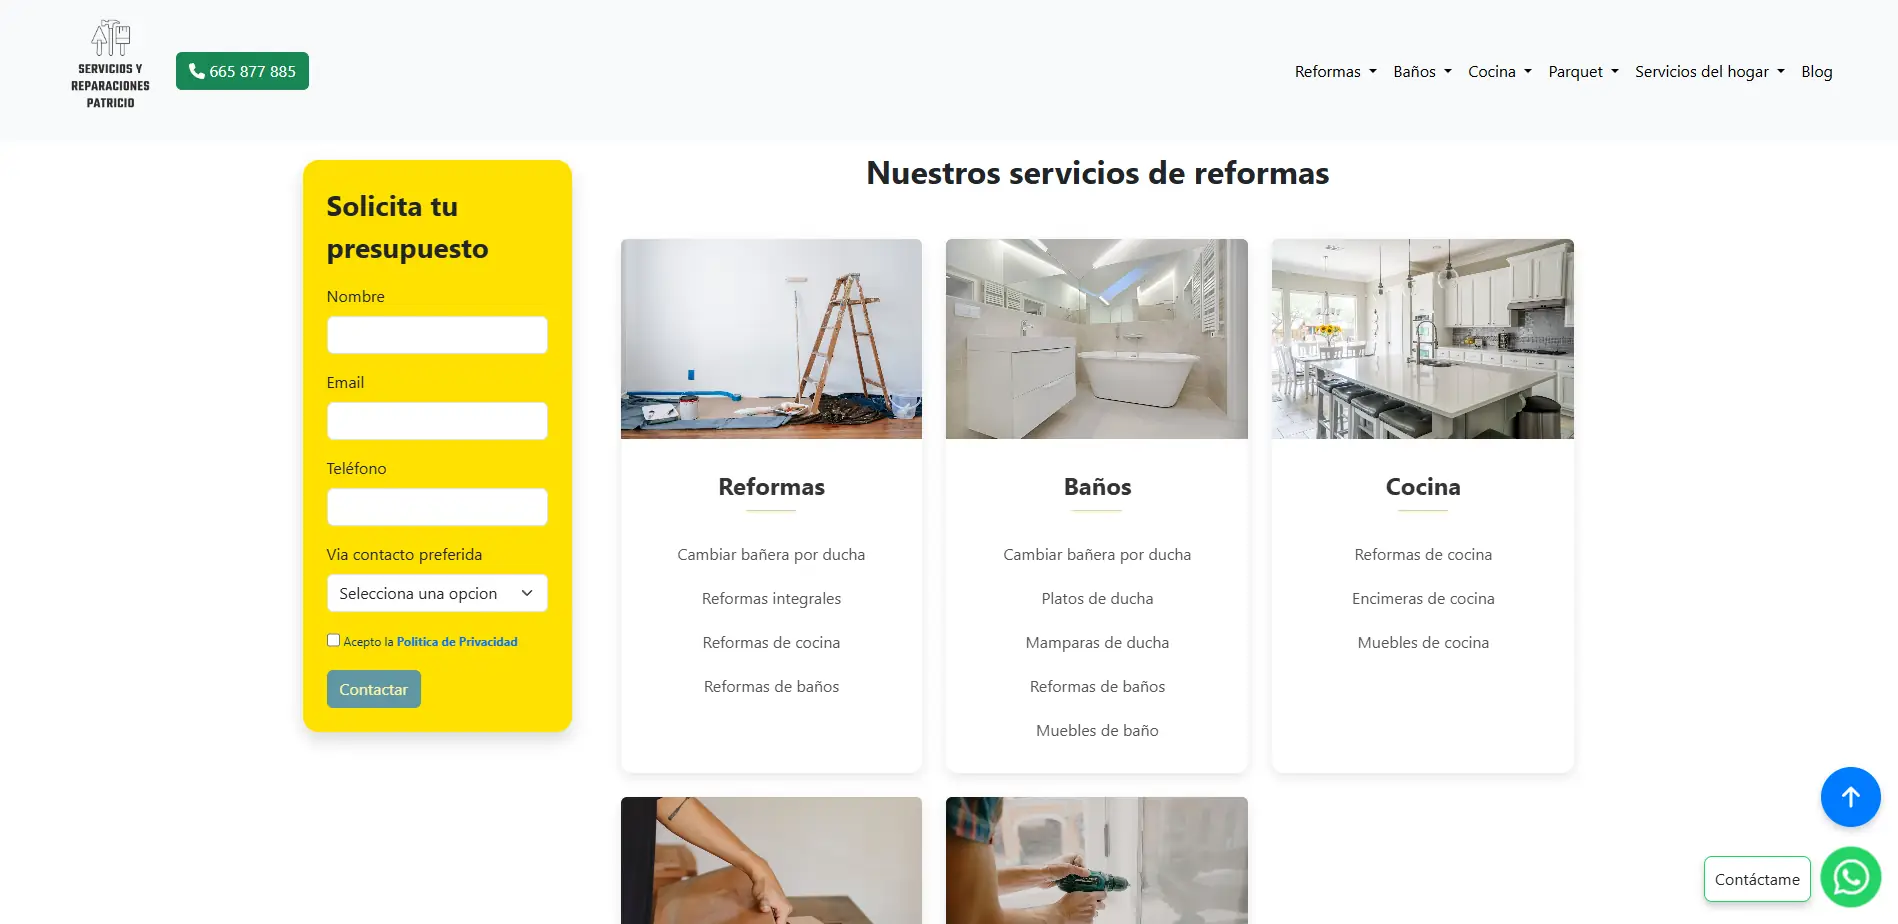 SERVICIOS Y
REPARACIONES
PATRICIO
665 877 885
Reformas
Baños
Cocina
Parquet
Servicios del hogar
Blog
Solicita tu
presupuesto
Nombre
Email
Teléfono
Via contacto preferida
Selecciona una opcion
Acepto la Politica de Privacidad
Contactar
Nuestros servicios de reformas
Reformas
Cambiar bañera por ducha
Reformas integrales
Reformas de cocina
Reformas de baños
Baños
Cambiar bañera por ducha
Platos de ducha
Mamparas de ducha
Reformas de baños
Muebles de baño
Cocina
Reformas de cocina
Encimeras de cocina
Muebles de cocina
Contáctame